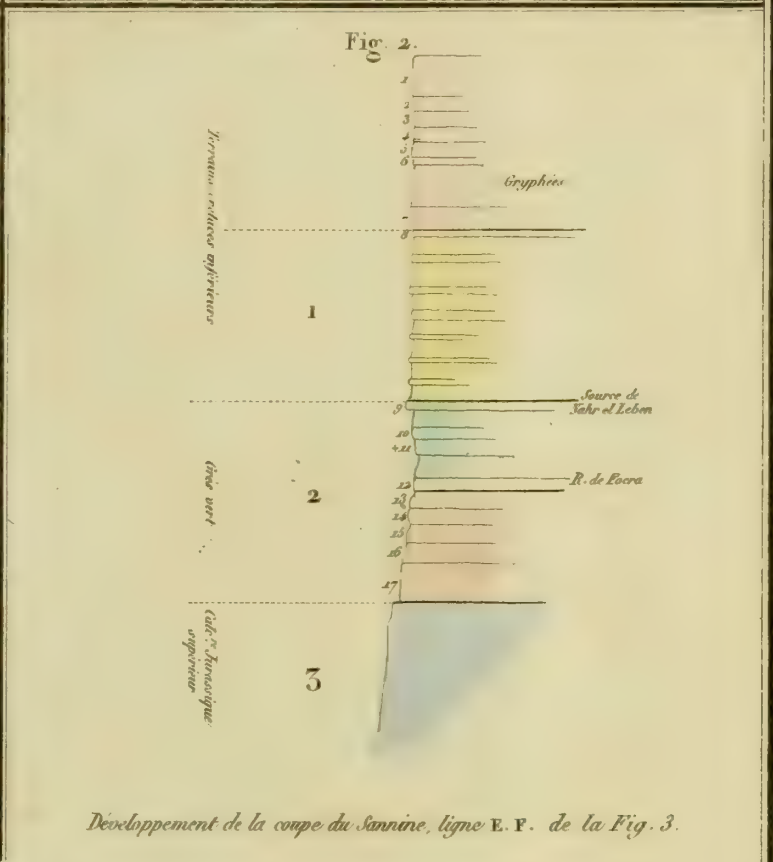 Fig. 2.
1
2
3
4
5
6
Gryphées
8
Terrains crétacés inférieurs
1
Source de
Nahr el Leben
9
10
+11
R. de Focra
12
13
14
15
16
17
Grès vert
2
Calc.re Jurassique
supérieur
3
Développement de la coupe du Sannine, ligne E. F. de la Fig. 3.